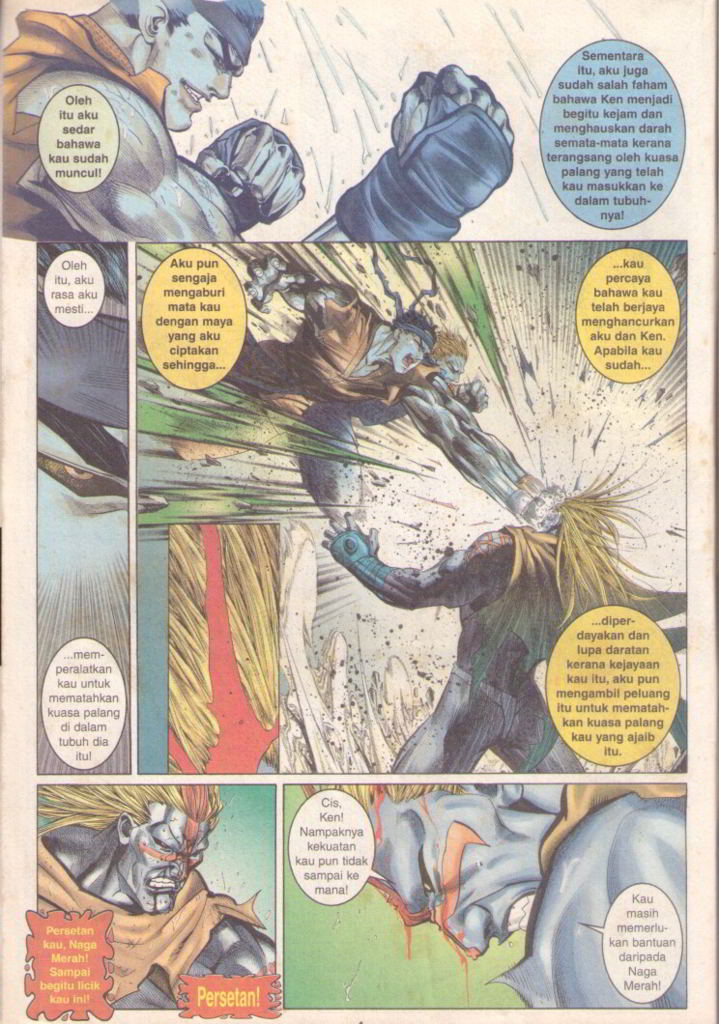 Oleh
itu aku
sedar
bahawa
kau sudah
muncul!
Sementara
itu, aku juga
sudah salah faham
bahawa Ken menjadi
begitu kejam dan
menghauskan darah
semata-mata kerana
terangsang oleh kuasa
palang yang telah
kau masukkan ke
dalam tubuh-
nya!
Oleh
itu, aku
rasa aku
mesti...
...mem-
peralatkan
kau untuk
mematahkan
kuasa palang
di dalam
tubuh dia
itu!
Aku pun
sengaja
mengaburi
mata kau
dengan maya
yang aku
ciptakan
sehingga...
...kau
percaya
bahawa kau
telah berjaya
menghancurkan
aku dan Ken.
Apabila kau
sudah...
...diper-
dayakan dan
lupa daratan
kerana kejayaan
kau itu, aku pun
mengambil peluang
itu untuk mematah-
kan kuasa palang
kau yang ajaib
itu.
Persetan
kau, Naga
Merah!
Sampai
begitu licik
kau ini!
Persetan!
Cis,
Ken!
Nampaknya
kekuatan
kau pun tidak
sampai ke
mana!
Kau
masih
memerlu-
kan bantuan
daripada
Naga
Merah!